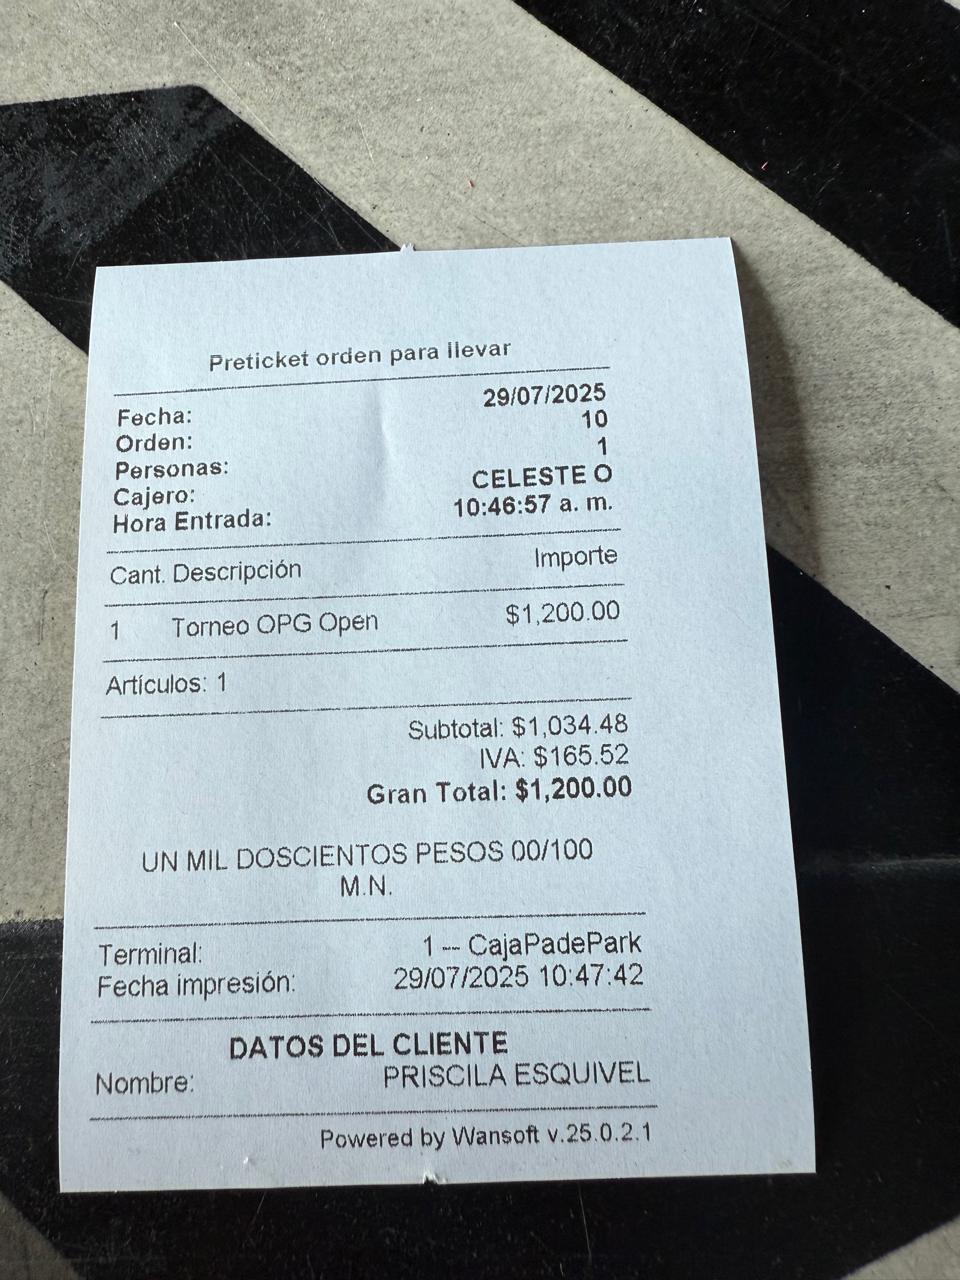 Preticket orden para llevar
Fecha: 29/07/2025
Orden: 10
Personas: 1
Cajero: CELESTE O
Hora Entrada: 10:46:57 a. m.
Cant. Descripción Importe
1 Torneo OPG Open $1,200.00
Artículos: 1
Subtotal: $1,034.48
IVA: $165.52
Gran Total: $1,200.00
UN MIL DOSCIENTOS PESOS 00/100
M.N.
Terminal: 1 -- CajaPadePark
Fecha impresión: 29/07/2025 10:47:42
DATOS DEL CLIENTE
Nombre: PRISCILA ESQUIVEL
Powered by Wansoft v.25.0.2.1